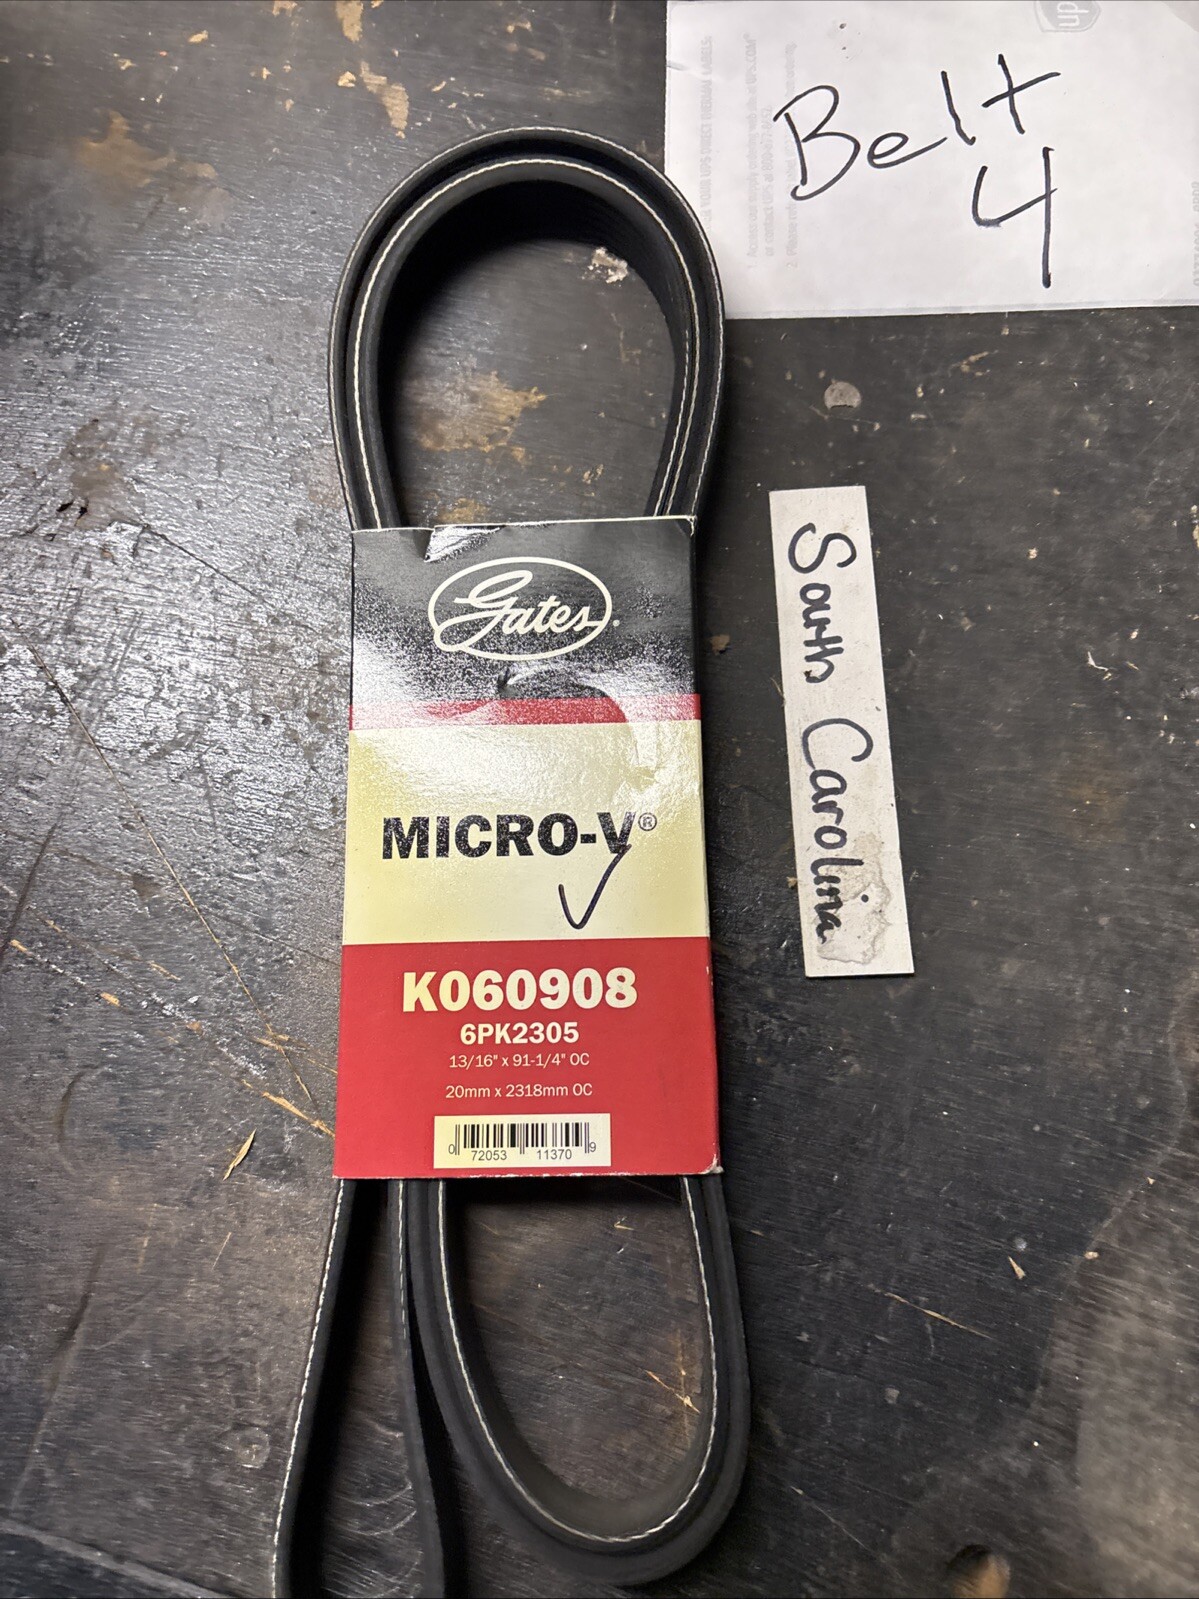 Belt
4
Gates
South Carolina
MICRO-V®
K060908
6PK2305
13/16" x 91-1/4" OC
20mm x 2318mm OC
0 72053 11370 9